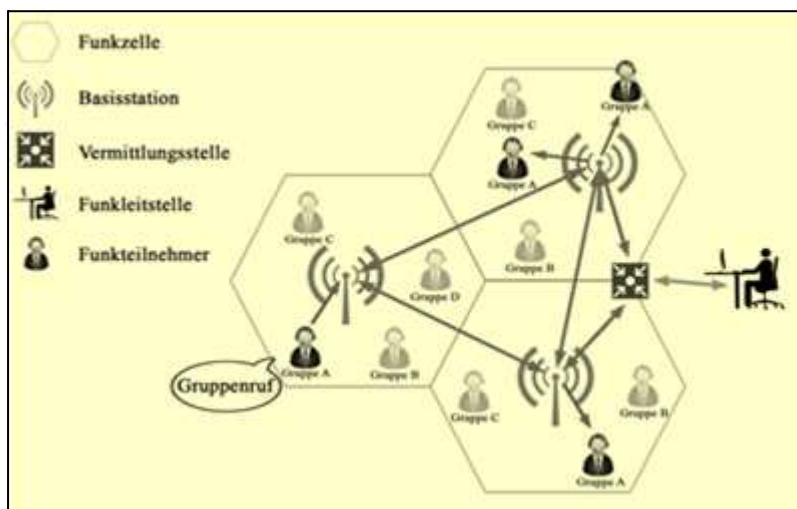 Funkzelle
Basisstation
Vermittlungsstelle
Funkleitstelle
Funkteilnehmer
Gruppe A
Gruppe C
Gruppe A
Gruppe B
Gruppe C
Gruppe D
Gruppe A
Gruppe B
Gruppenruf
Gruppe C
Gruppe B
Gruppe A